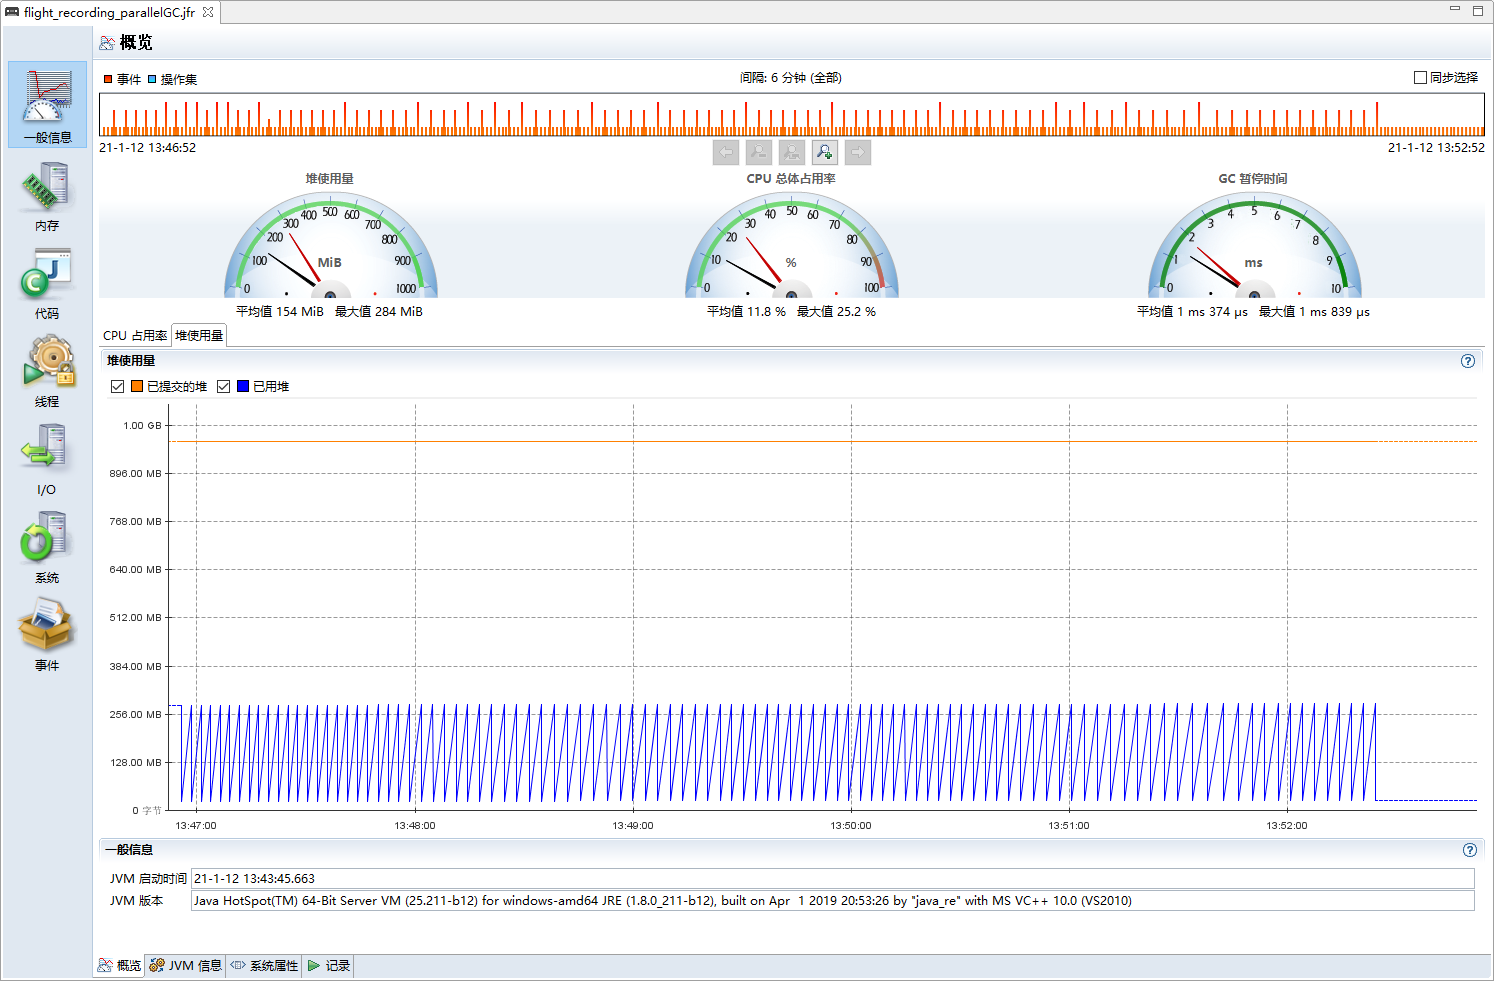 flight_recording_parallelGC.jfr
概览
一般信息
内存
代码
线程
I/O
系统
事件
事件 操作集 间隔: 6 分钟 (全部) 同步选择
21-1-12 13:46:52 21-1-12 13:52:52
堆使用量 CPU 总体占用率 GC 暂停时间
0 100 200 300 400 500 600 700 800 900 1000
MiB
0 10 20 30 40 50 60 70 80 90 100
%
0 1 2 3 4 5 6 7 8 9 10
ms
平均值 154 MiB 最大值 284 MiB 平均值 11.8 % 最大值 25.2 % 平均值 1 ms 374 µs 最大值 1 ms 839 µs
CPU 占用率 堆使用量
堆使用量
已提交的堆 已用堆
1.00 GB
896.00 MB
768.00 MB
640.00 MB
512.00 MB
384.00 MB
256.00 MB
128.00 MB
0 字节
13:47:00 13:48:00 13:49:00 13:50:00 13:51:00 13:52:00
一般信息
JVM 启动时间 21-1-12 13:43:45.663
JVM 版本 Java HotSpot(TM) 64-Bit Server VM (25.211-b12) for windows-amd64 JRE (1.8.0_211-b12), built on Apr  1 2019 20:53:26 by "java_re" with MS VC++ 10.0 (VS2010)
概览 JVM 信息 系统属性 记录